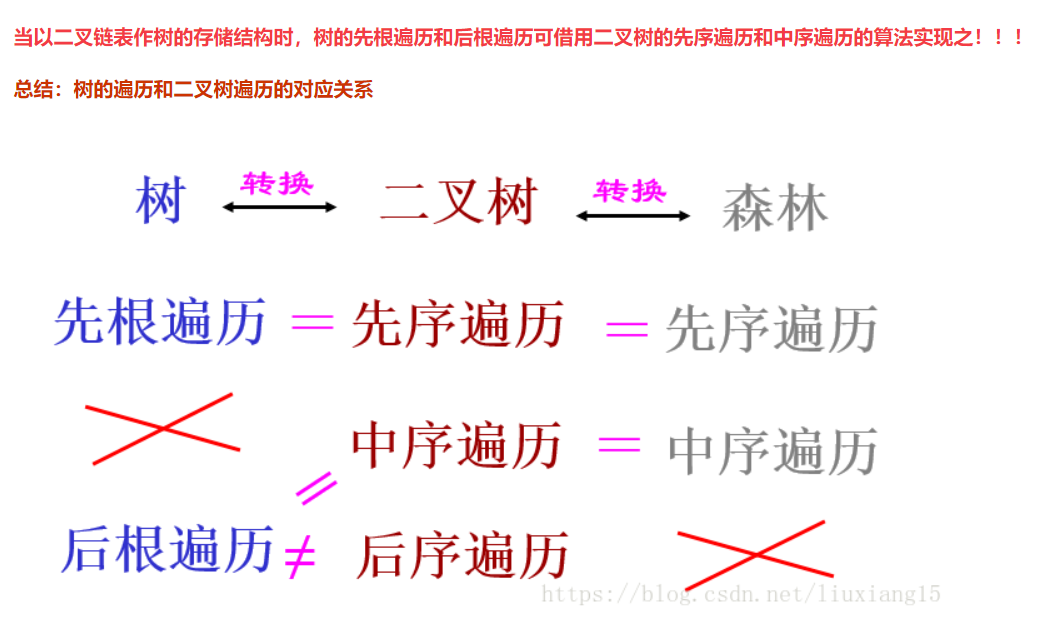 当以二叉链表作树的存储结构时，树的先根遍历和后根遍历可借用二叉树的先序遍历和中序遍历的算法实现之！！！
总结：树的遍历和二叉树遍历的对应关系
树 转换 二叉树 转换 森林
先根遍历 = 先序遍历 = 先序遍历
中序遍历 = 中序遍历
=
后根遍历 ≠ 后序遍历
https://blog.csdn.net/liuxiang15